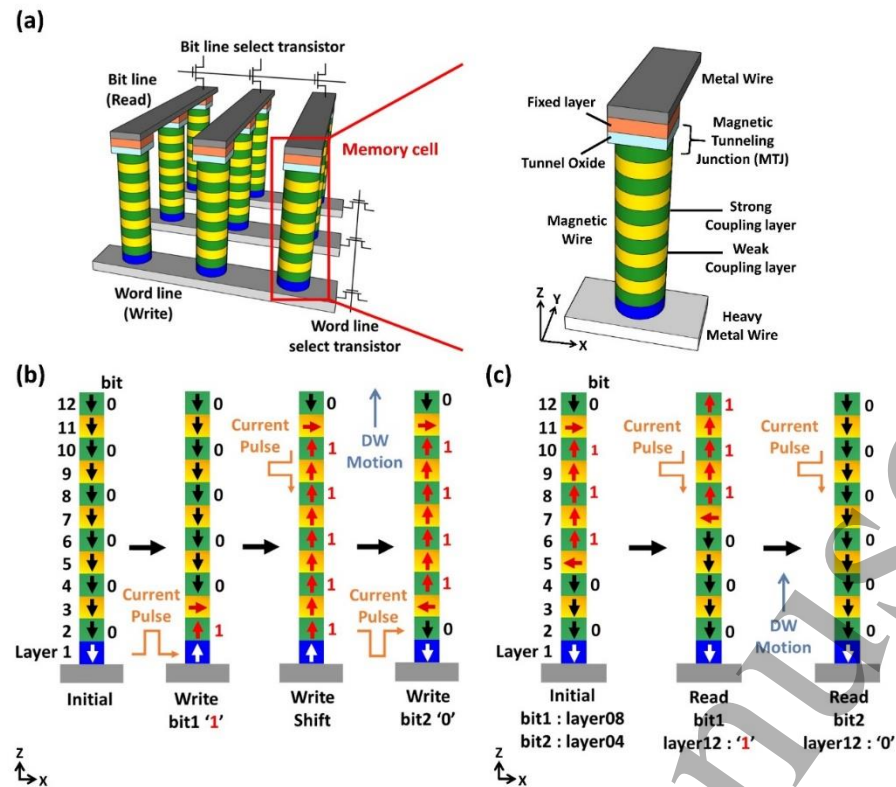 (a)
Bit line select transistor
Bit line
(Read)
Memory cell
Word line
(Write)
Word line
select transistor
Metal Wire
Fixed layer
Magnetic
Tunneling
Junction (MTJ)
Tunnel Oxide
Strong
Coupling layer
Magnetic
Wire
Weak
Coupling layer
Heavy
Metal Wire
Z
Y
X
(b)
bit
12 0 0 0 0
11
10 0 0 1 1
9
8 0 0 1 1
7
6 0 0 1 1
5
4 0 0 1 1
3
2 0 1 1 0
Layer 1
Current
Pulse
Current
Pulse
Current
Pulse
DW
Motion
Initial
Write
bit1 '1'
Write
Shift
Write
bit2 '0'
Z
X
(c)
bit
12 0 1 0
11
10 1 1 0
9
8 1 1 0
7
6 1 0 0
5
4 0 0 0
3
2 0 0 0
Layer 1
Current
Pulse
Current
Pulse
DW
Motion
Initial
bit1 : layer08
bit2 : layer04
Read
bit1
layer12 : '1'
Read
bit2
layer12 : '0'
Z
X